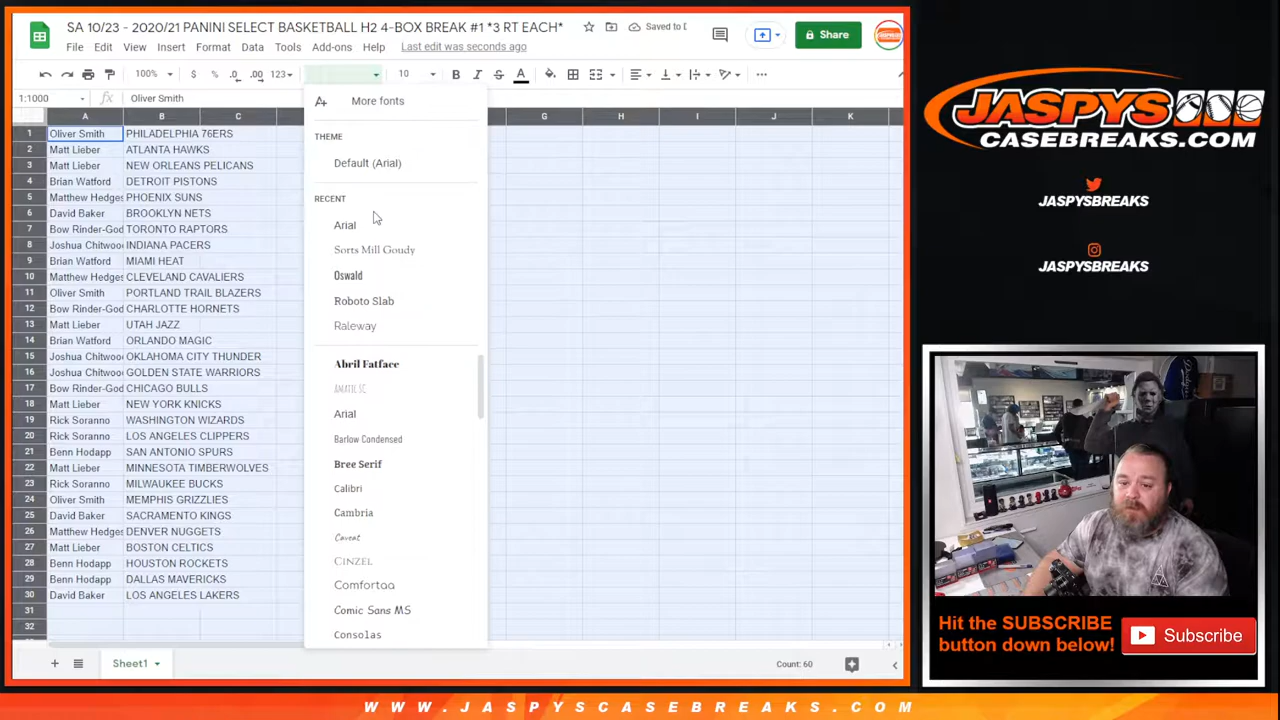 SA 10/23 - 2020/21 PANINI SELECT BASKETBALL H2 4-BOX BREAK #1 *3 RT EACH*
Saved to D
Share
File Edit View Insert Format Data Tools Add-ons Help Last edit was seconds ago
100% $ % .0 .00 123 10 B I S A
1:1000 fx Oliver Smith
A B C G H I J K
1 Oliver Smith PHILADELPHIA 76ERS
2 Matt Lieber ATLANTA HAWKS
3 Matt Lieber NEW ORLEANS PELICANS
4 Brian Watford DETROIT PISTONS
5 Matthew Hedges PHOENIX SUNS
6 David Baker BROOKLYN NETS
7 Bow Rinder-God TORONTO RAPTORS
8 Joshua Chitwoo INDIANA PACERS
9 Brian Watford MIAMI HEAT
10 Matthew Hedges CLEVELAND CAVALIERS
11 Oliver Smith PORTLAND TRAIL BLAZERS
12 Bow Rinder-God CHARLOTTE HORNETS
13 Matt Lieber UTAH JAZZ
14 Brian Watford ORLANDO MAGIC
15 Joshua Chitwoo OKLAHOMA CITY THUNDER
16 Joshua Chitwoo GOLDEN STATE WARRIORS
17 Bow Rinder-God CHICAGO BULLS
18 Matt Lieber NEW YORK KNICKS
19 Rick Soranno WASHINGTON WIZARDS
20 Rick Soranno LOS ANGELES CLIPPERS
21 Benn Hodapp SAN ANTONIO SPURS
22 Matt Lieber MINNESOTA TIMBERWOLVES
23 Rick Soranno MILWAUKEE BUCKS
24 Oliver Smith MEMPHIS GRIZZLIES
25 David Baker SACRAMENTO KINGS
26 Matthew Hedges DENVER NUGGETS
27 Matt Lieber BOSTON CELTICS
28 Benn Hodapp HOUSTON ROCKETS
29 Benn Hodapp DALLAS MAVERICKS
30 David Baker LOS ANGELES LAKERS
31
32
More fonts
THEME
Default (Arial)
RECENT
Arial
Sorts Mill Goudy
Oswald
Roboto Slab
Raleway
Abril Fatface
AMATIC SC
Arial
Barlow Condensed
Bree Serif
Calibri
Cambria
Caveat
CINZEL
Comfortaa
Comic Sans MS
Consolas
Sheet1
Count: 60
JASPYS
CASEBREAKS.COM
JASPYSBREAKS
JASPYSBREAKS
Hit the SUBSCRIBE
button down below!
Subscribe
WWW.JASPYSCASEBREAKS.COM